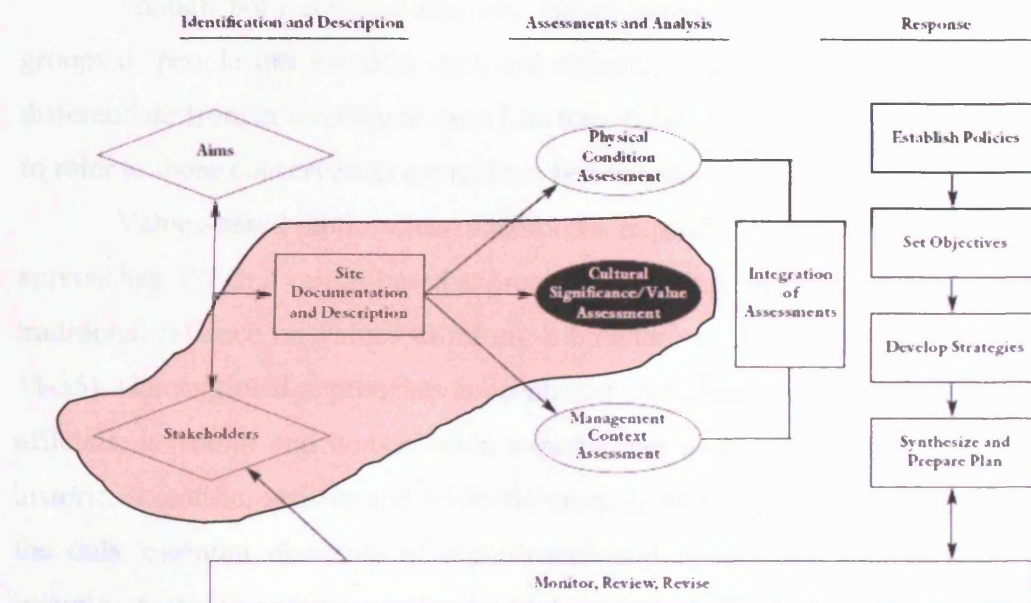 Identification and Description
Assessments and Analysis
Response
Aims
Physical
Condition
Assessment
Establish Policies
Site
Documentation
and Description
Cultural
Significance/Value
Assessment
Integration
of
Assessments
Set Objectives
Develop Strategies
Stakeholders
Management
Context
Assessment
Synthesize and
Prepare Plan
Monitor, Review, Revise